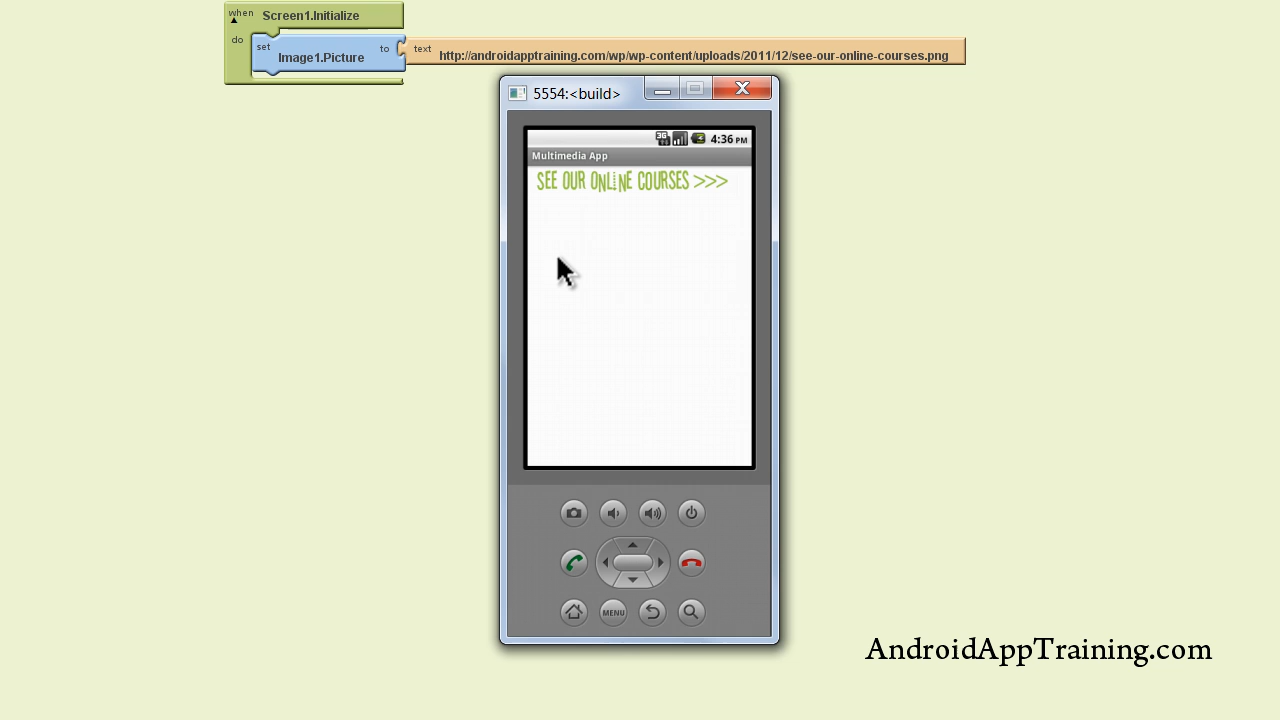 when Screen1.Initialize
do set Image1.Picture to text http://androidapptraining.com/wp/wp-content/uploads/2011/12/see-our-online-courses.png
5554:<build>
3G 4:36 PM
Multimedia App
SEE OUR ONLINE COURSES >>>
MENU
AndroidAppTraining.com